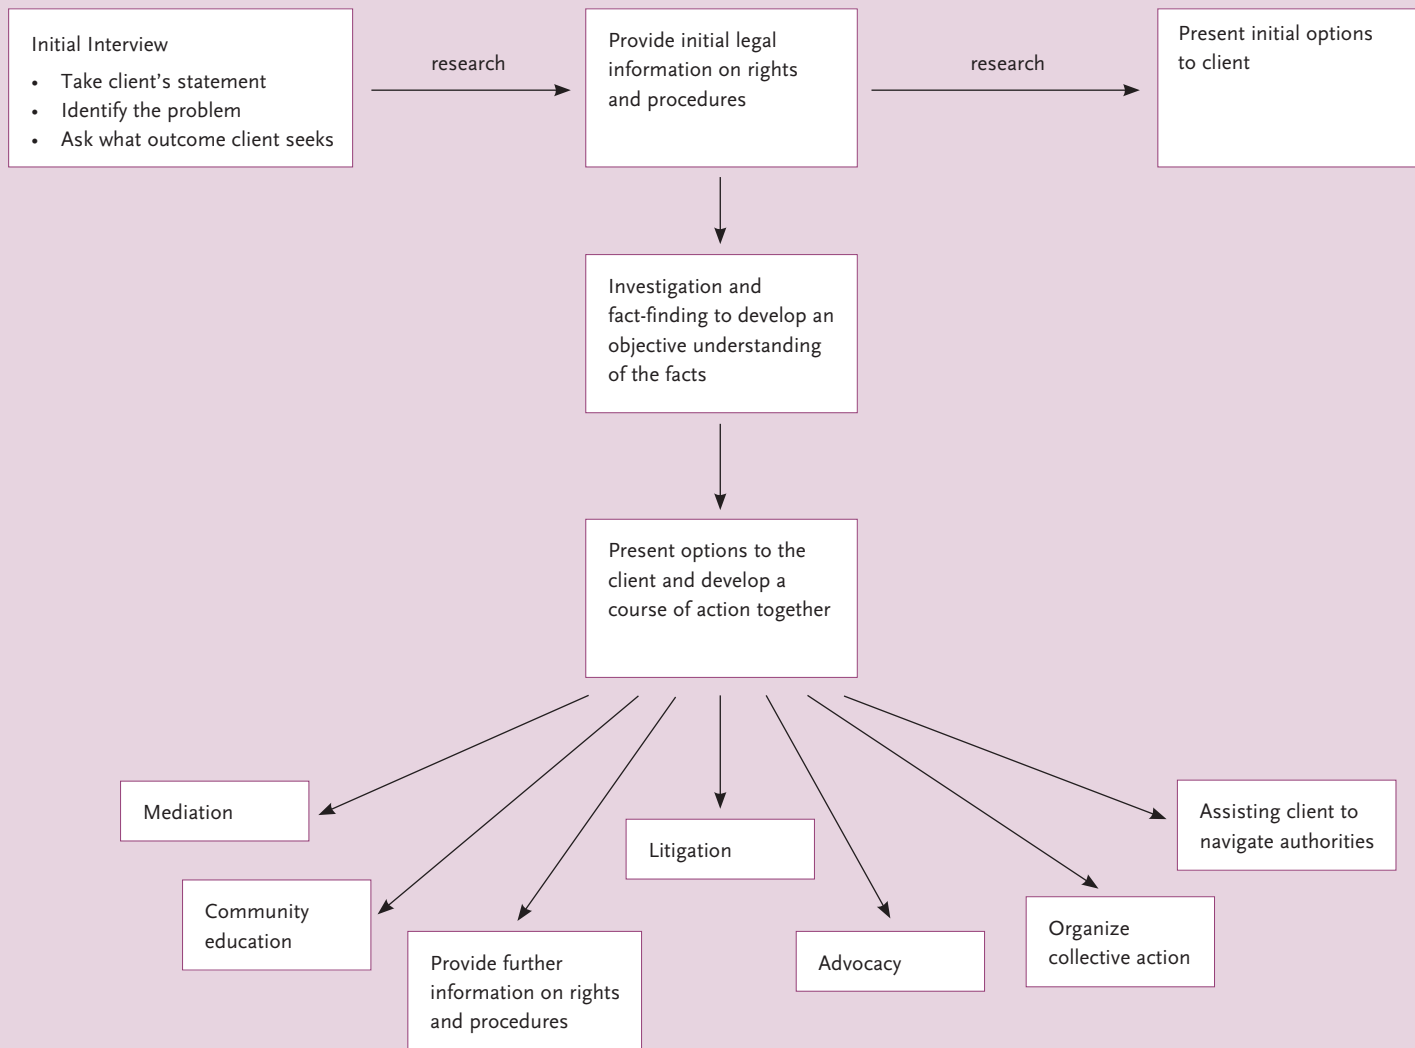 Initial Interview
• Take client's statement
• Identify the problem
• Ask what outcome client seeks
research
Provide initial legal
information on rights
and procedures
research
Present initial options
to client
Investigation and
fact-finding to develop an
objective understanding
of the facts
Present options to the
client and develop a
course of action together
Mediation
Community
education
Provide further
information on rights
and procedures
Litigation
Advocacy
Organize
collective action
Assisting client to
navigate authorities